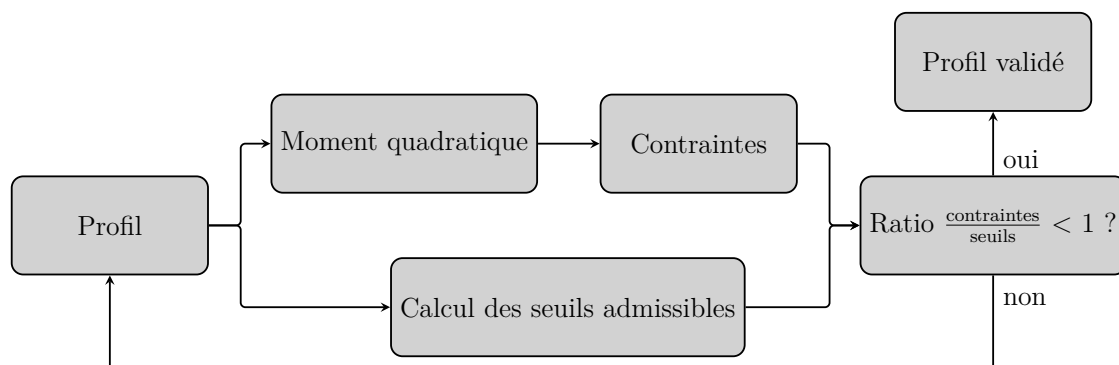 Profil validé
Moment quadratique
Contraintes
oui
Profil
Ratio contraintes/seuils < 1 ?
Calcul des seuils admissibles
non